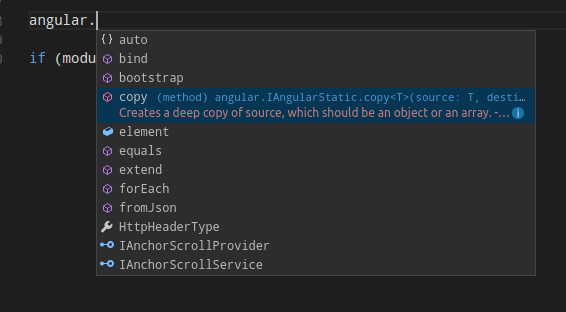 angular.
auto
if (modu
bind
bootstrap
copy (method) angular.IAngularStatic.copy<T>(source: T, desti…
Creates a deep copy of source, which should be an object or an array. -...
element
equals
extend
forEach
fromJson
HttpHeaderType
IAnchorScrollProvider
IAnchorScrollService